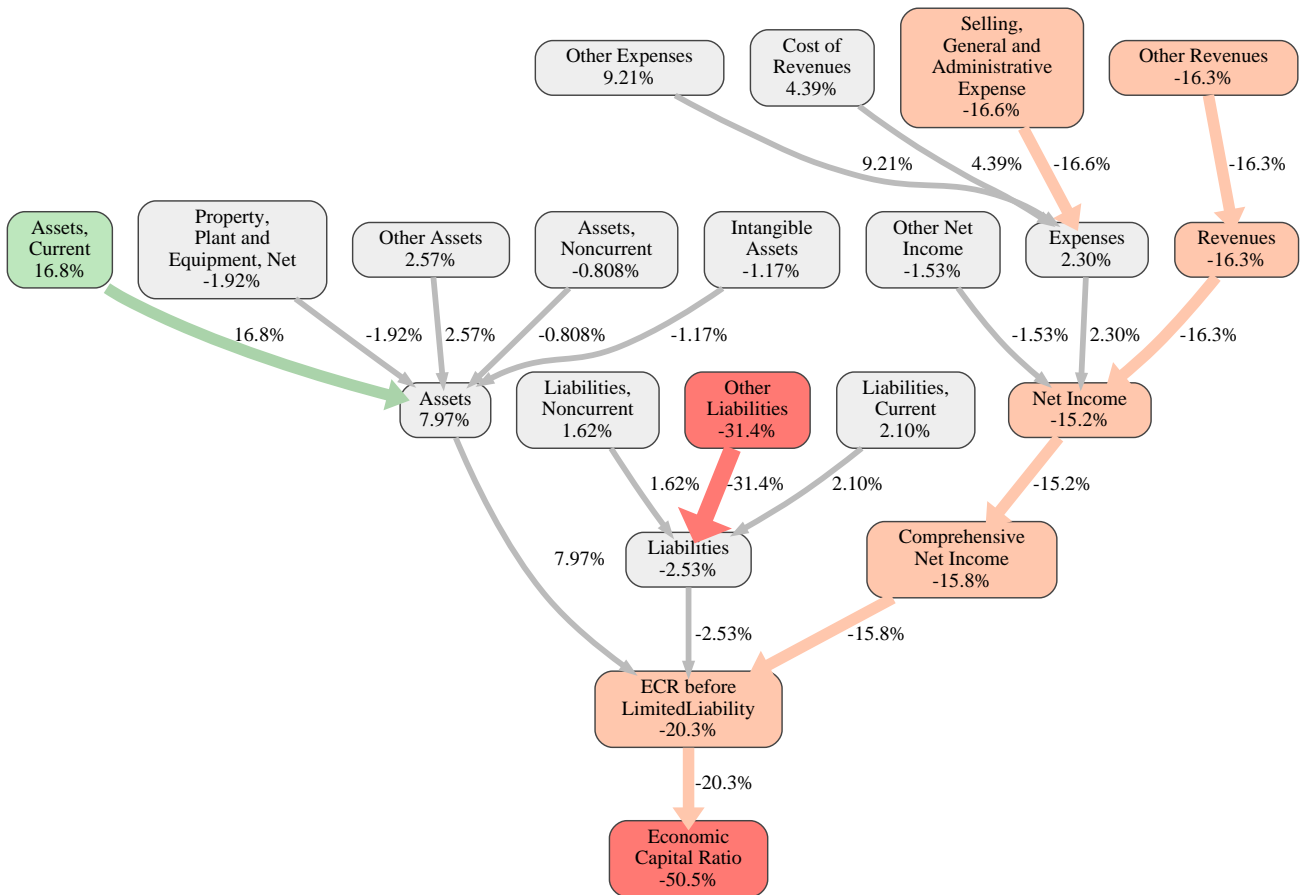 Other Expenses
9.21%
Cost of
Revenues
4.39%
Selling,
General and
Administrative
Expense
-16.6%
Other Revenues
-16.3%
9.21%
4.39%
-16.6%
-16.3%
Assets,
Current
16.8%
Property,
Plant and
Equipment, Net
-1.92%
Other Assets
2.57%
Assets,
Noncurrent
-0.808%
Intangible
Assets
-1.17%
Other Net
Income
-1.53%
Expenses
2.30%
Revenues
-16.3%
16.8%
-1.92%
2.57%
-0.808%
-1.17%
-1.53%
2.30%
-16.3%
Assets
7.97%
Liabilities,
Noncurrent
1.62%
Other
Liabilities
-31.4%
Liabilities,
Current
2.10%
Net Income
-15.2%
1.62%
-31.4%
2.10%
-15.2%
Liabilities
-2.53%
Comprehensive
Net Income
-15.8%
7.97%
-2.53%
-15.8%
ECR before
LimitedLiability
-20.3%
-20.3%
Economic
Capital Ratio
-50.5%